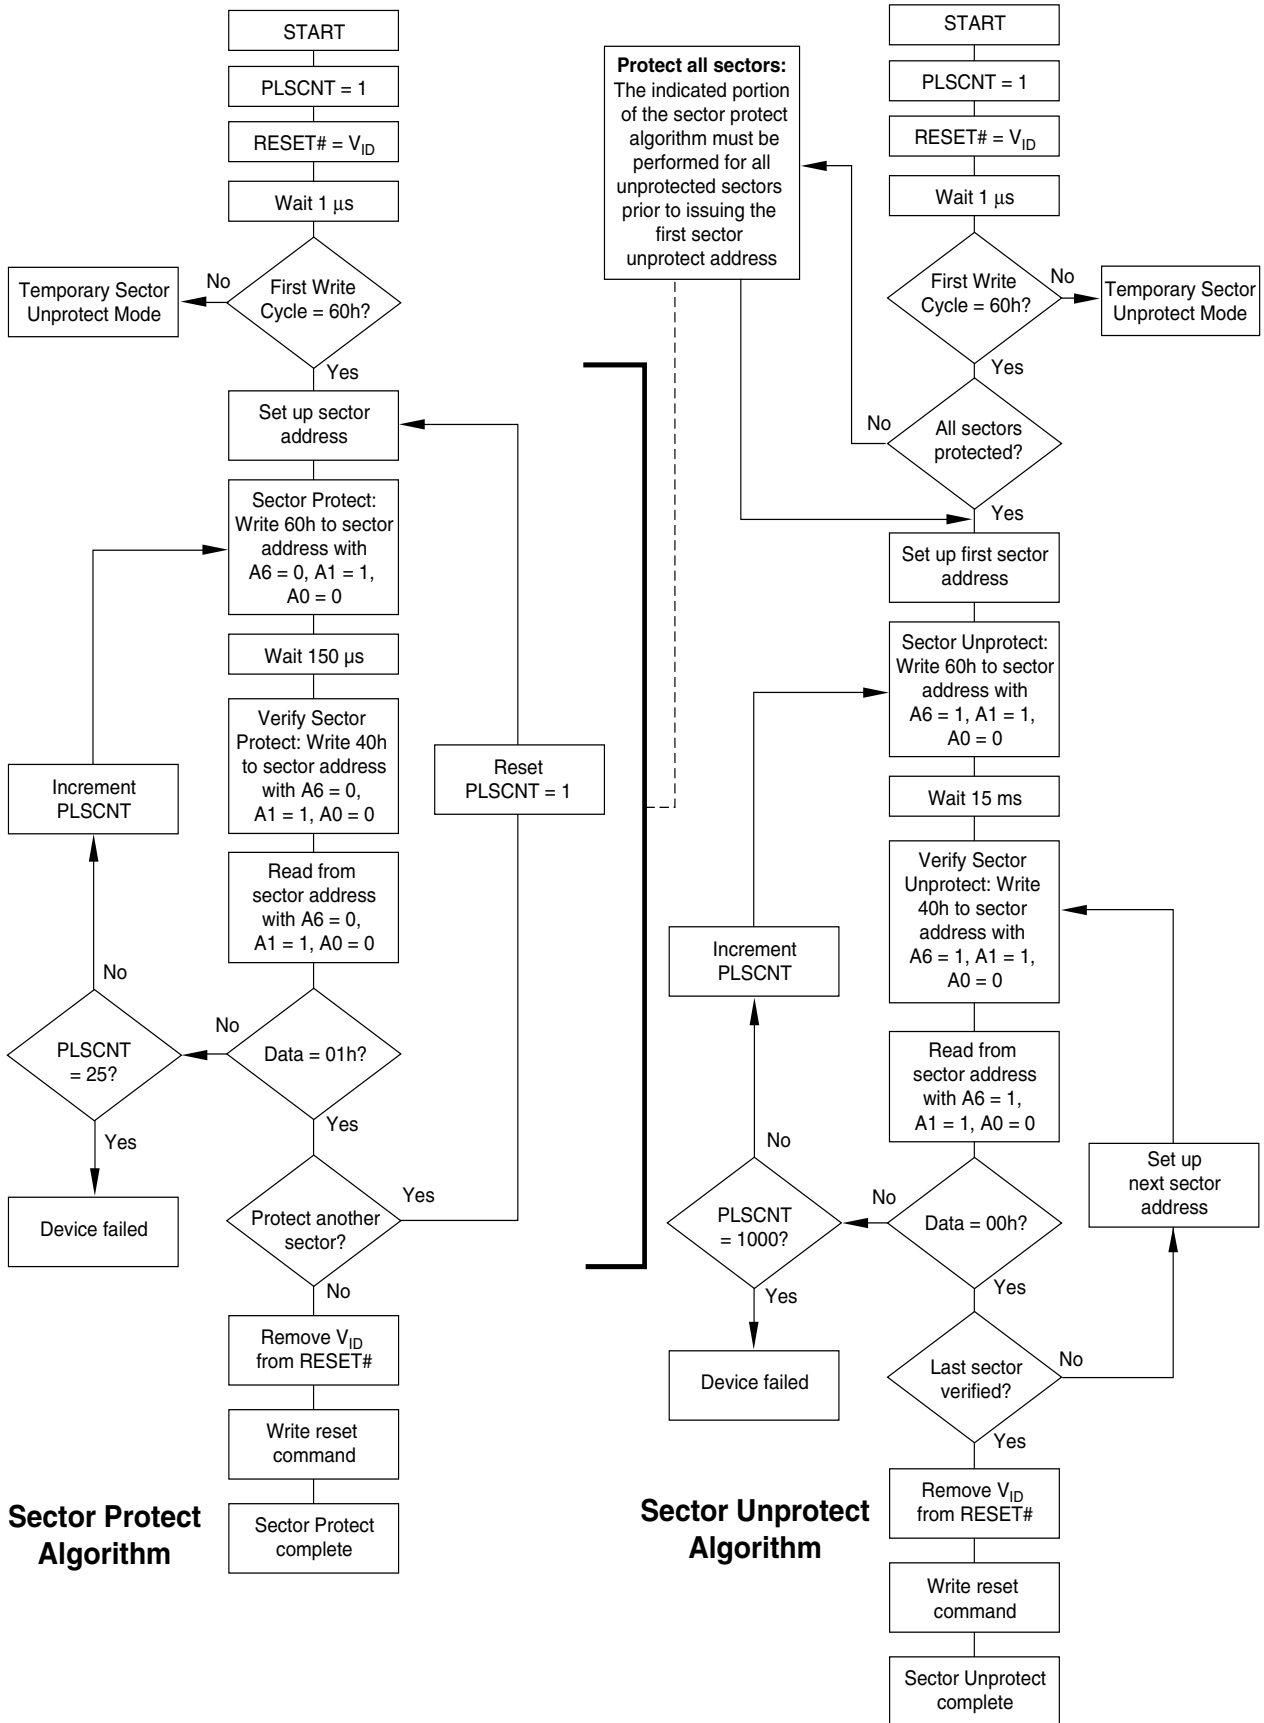 START
PLSCNT = 1
RESET# = VID
Wait 1 μs
First Write
Cycle = 60h?
No
Temporary Sector
Unprotect Mode
Yes
Set up sector
address
Sector Protect:
Write 60h to sector
address with
A6 = 0, A1 = 1,
A0 = 0
Wait 150 µs
Verify Sector
Protect: Write 40h
to sector address
with A6 = 0,
A1 = 1, A0 = 0
Reset
PLSCNT = 1
Increment
PLSCNT
Read from
sector address
with A6 = 0,
A1 = 1, A0 = 0
No
No
PLSCNT
= 25?
Data = 01h?
Yes
Yes
Device failed
Protect another
sector?
Yes
No
Remove VID
from RESET#
Write reset
command
Sector Protect
complete
Sector Protect
Algorithm
Protect all sectors:
The indicated portion
of the sector protect
algorithm must be
performed for all
unprotected sectors
prior to issuing the
first sector
unprotect address
START
PLSCNT = 1
RESET# = VID
Wait 1 μs
First Write
Cycle = 60h?
No
Temporary Sector
Unprotect Mode
Yes
No
All sectors
protected?
Yes
Set up first sector
address
Sector Unprotect:
Write 60h to sector
address with
A6 = 1, A1 = 1,
A0 = 0
Wait 15 ms
Verify Sector
Unprotect: Write
40h to sector
address with
A6 = 1, A1 = 1,
A0 = 0
Increment
PLSCNT
Read from
sector address
with A6 = 1,
A1 = 1, A0 = 0
No
No
PLSCNT
= 1000?
Data = 00h?
Set up
next sector
address
Yes
Yes
Device failed
Last sector
verified?
No
Yes
Remove VID
from RESET#
Write reset
command
Sector Unprotect
complete
Sector Unprotect
Algorithm